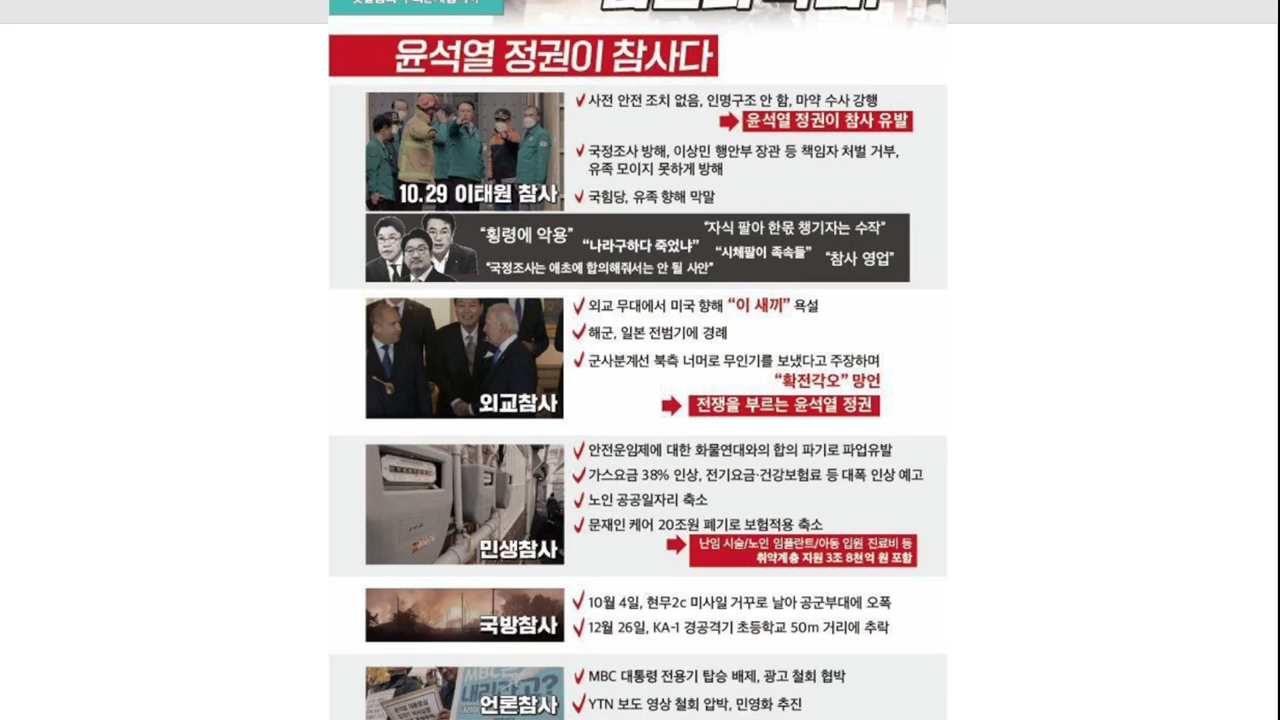 윤석열 정권이 참사다
사전 안전 조치 없음, 인명구조 안 함, 마약 수사 강행
윤석열 정권이 참사 유발
국정조사 방해, 이상민 행안부 장관 등 책임자 처벌 거부,
유족 모이지 못하게 방해
국힘당, 유족 향해 막말
10.29 이태원 참사
“횡령에 악용”
“나라구하다 죽었냐”
“자식 팔아 한몫 챙기자는 수작”
“시체팔이 족속들”
“참사 영업”
“국정조사는 애초에 합의해줘서는 안 될 사안”
외교 무대에서 미국 향해 “이 새끼” 욕설
해군, 일본 전범기에 경례
군사분계선 북측 너머로 무인기를 보냈다고 주장하며
“확전각오” 망언
전쟁을 부르는 윤석열 정권
외교참사
안전운임제에 대한 화물연대와의 합의 파기로 파업유발
가스요금 38% 인상, 전기요금·건강보험료 등 대폭 인상 예고
노인 공공일자리 축소
문재인 케어 20조원 폐기로 보험적용 축소
난임 시술/노인 임플란트/아동 입원 진료비 등
취약계층 지원 3조 8천억 원 포함
민생참사
10월 4일, 현무2c 미사일 거꾸로 날아 공군부대에 오폭
12월 26일, KA-1 경공격기 초등학교 50m 거리에 추락
국방참사
MBC 대통령 전용기 탑승 배제, 광고 철회 협박
YTN 보도 영상 철회 압박, 민영화 추진
MBC
언론참사